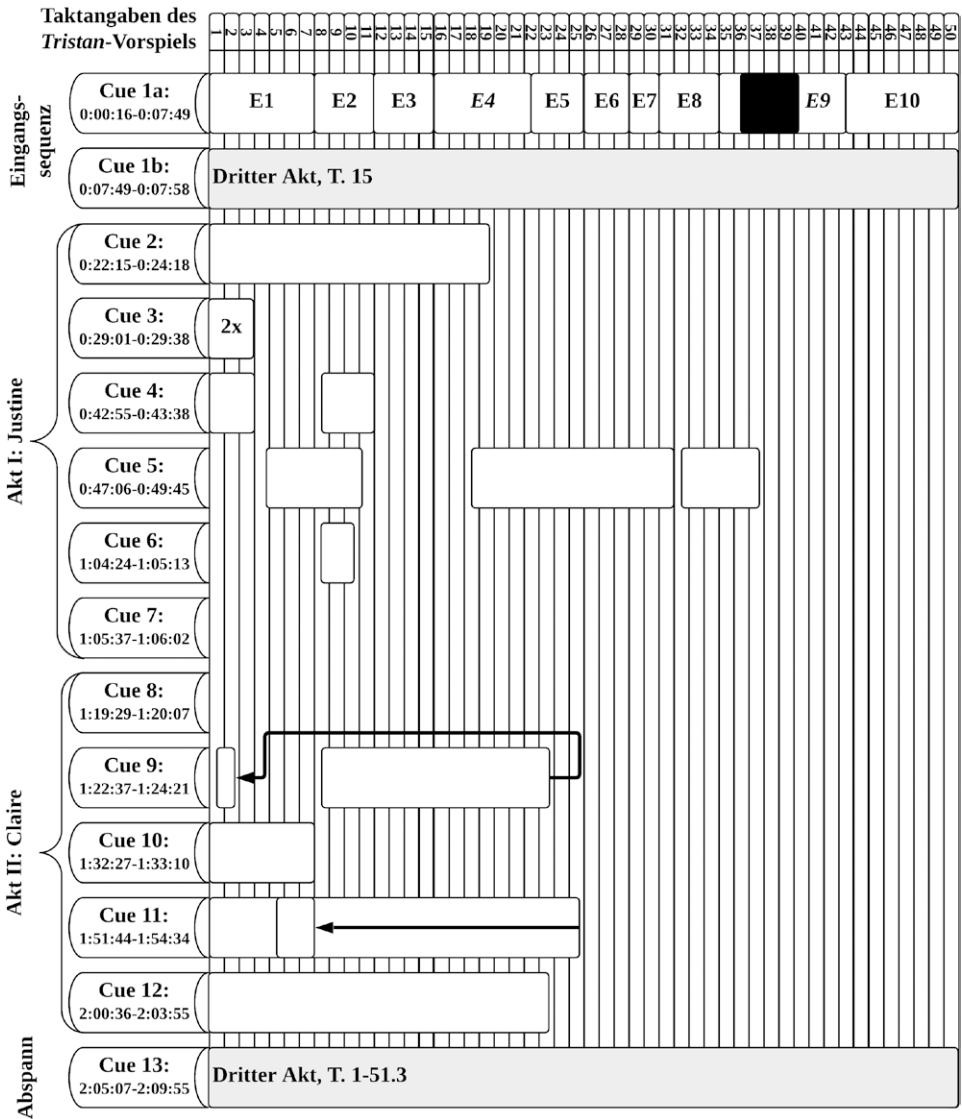 Taktangaben des
Tristan-Vorspiels
1 2 3 4 5 6 7 8 9 10 11 12 13 14 15 16 17 18 19 20 21 22 23 24 25 26 27 28 29 30 31 32 33 34 35 36 37 38 39 40 41 42 43 44 45 46 47 48 49 50
Eingangs-
sequenz
Cue 1a:
0:00:16-0:07:49
E1 E2 E3 E4 E5 E6 E7 E8 E9 E10
Cue 1b:
0:07:49-0:07:58
Dritter Akt, T. 15
Akt I: Justine
Cue 2:
0:22:15-0:24:18
Cue 3:
0:29:01-0:29:38
2x
Cue 4:
0:42:55-0:43:38
Cue 5:
0:47:06-0:49:45
Cue 6:
1:04:24-1:05:13
Cue 7:
1:05:37-1:06:02
Akt II: Claire
Cue 8:
1:19:29-1:20:07
Cue 9:
1:22:37-1:24:21
Cue 10:
1:32:27-1:33:10
Cue 11:
1:51:44-1:54:34
Cue 12:
2:00:36-2:03:55
Abspann
Cue 13:
2:05:07-2:09:55
Dritter Akt, T. 1-51.3